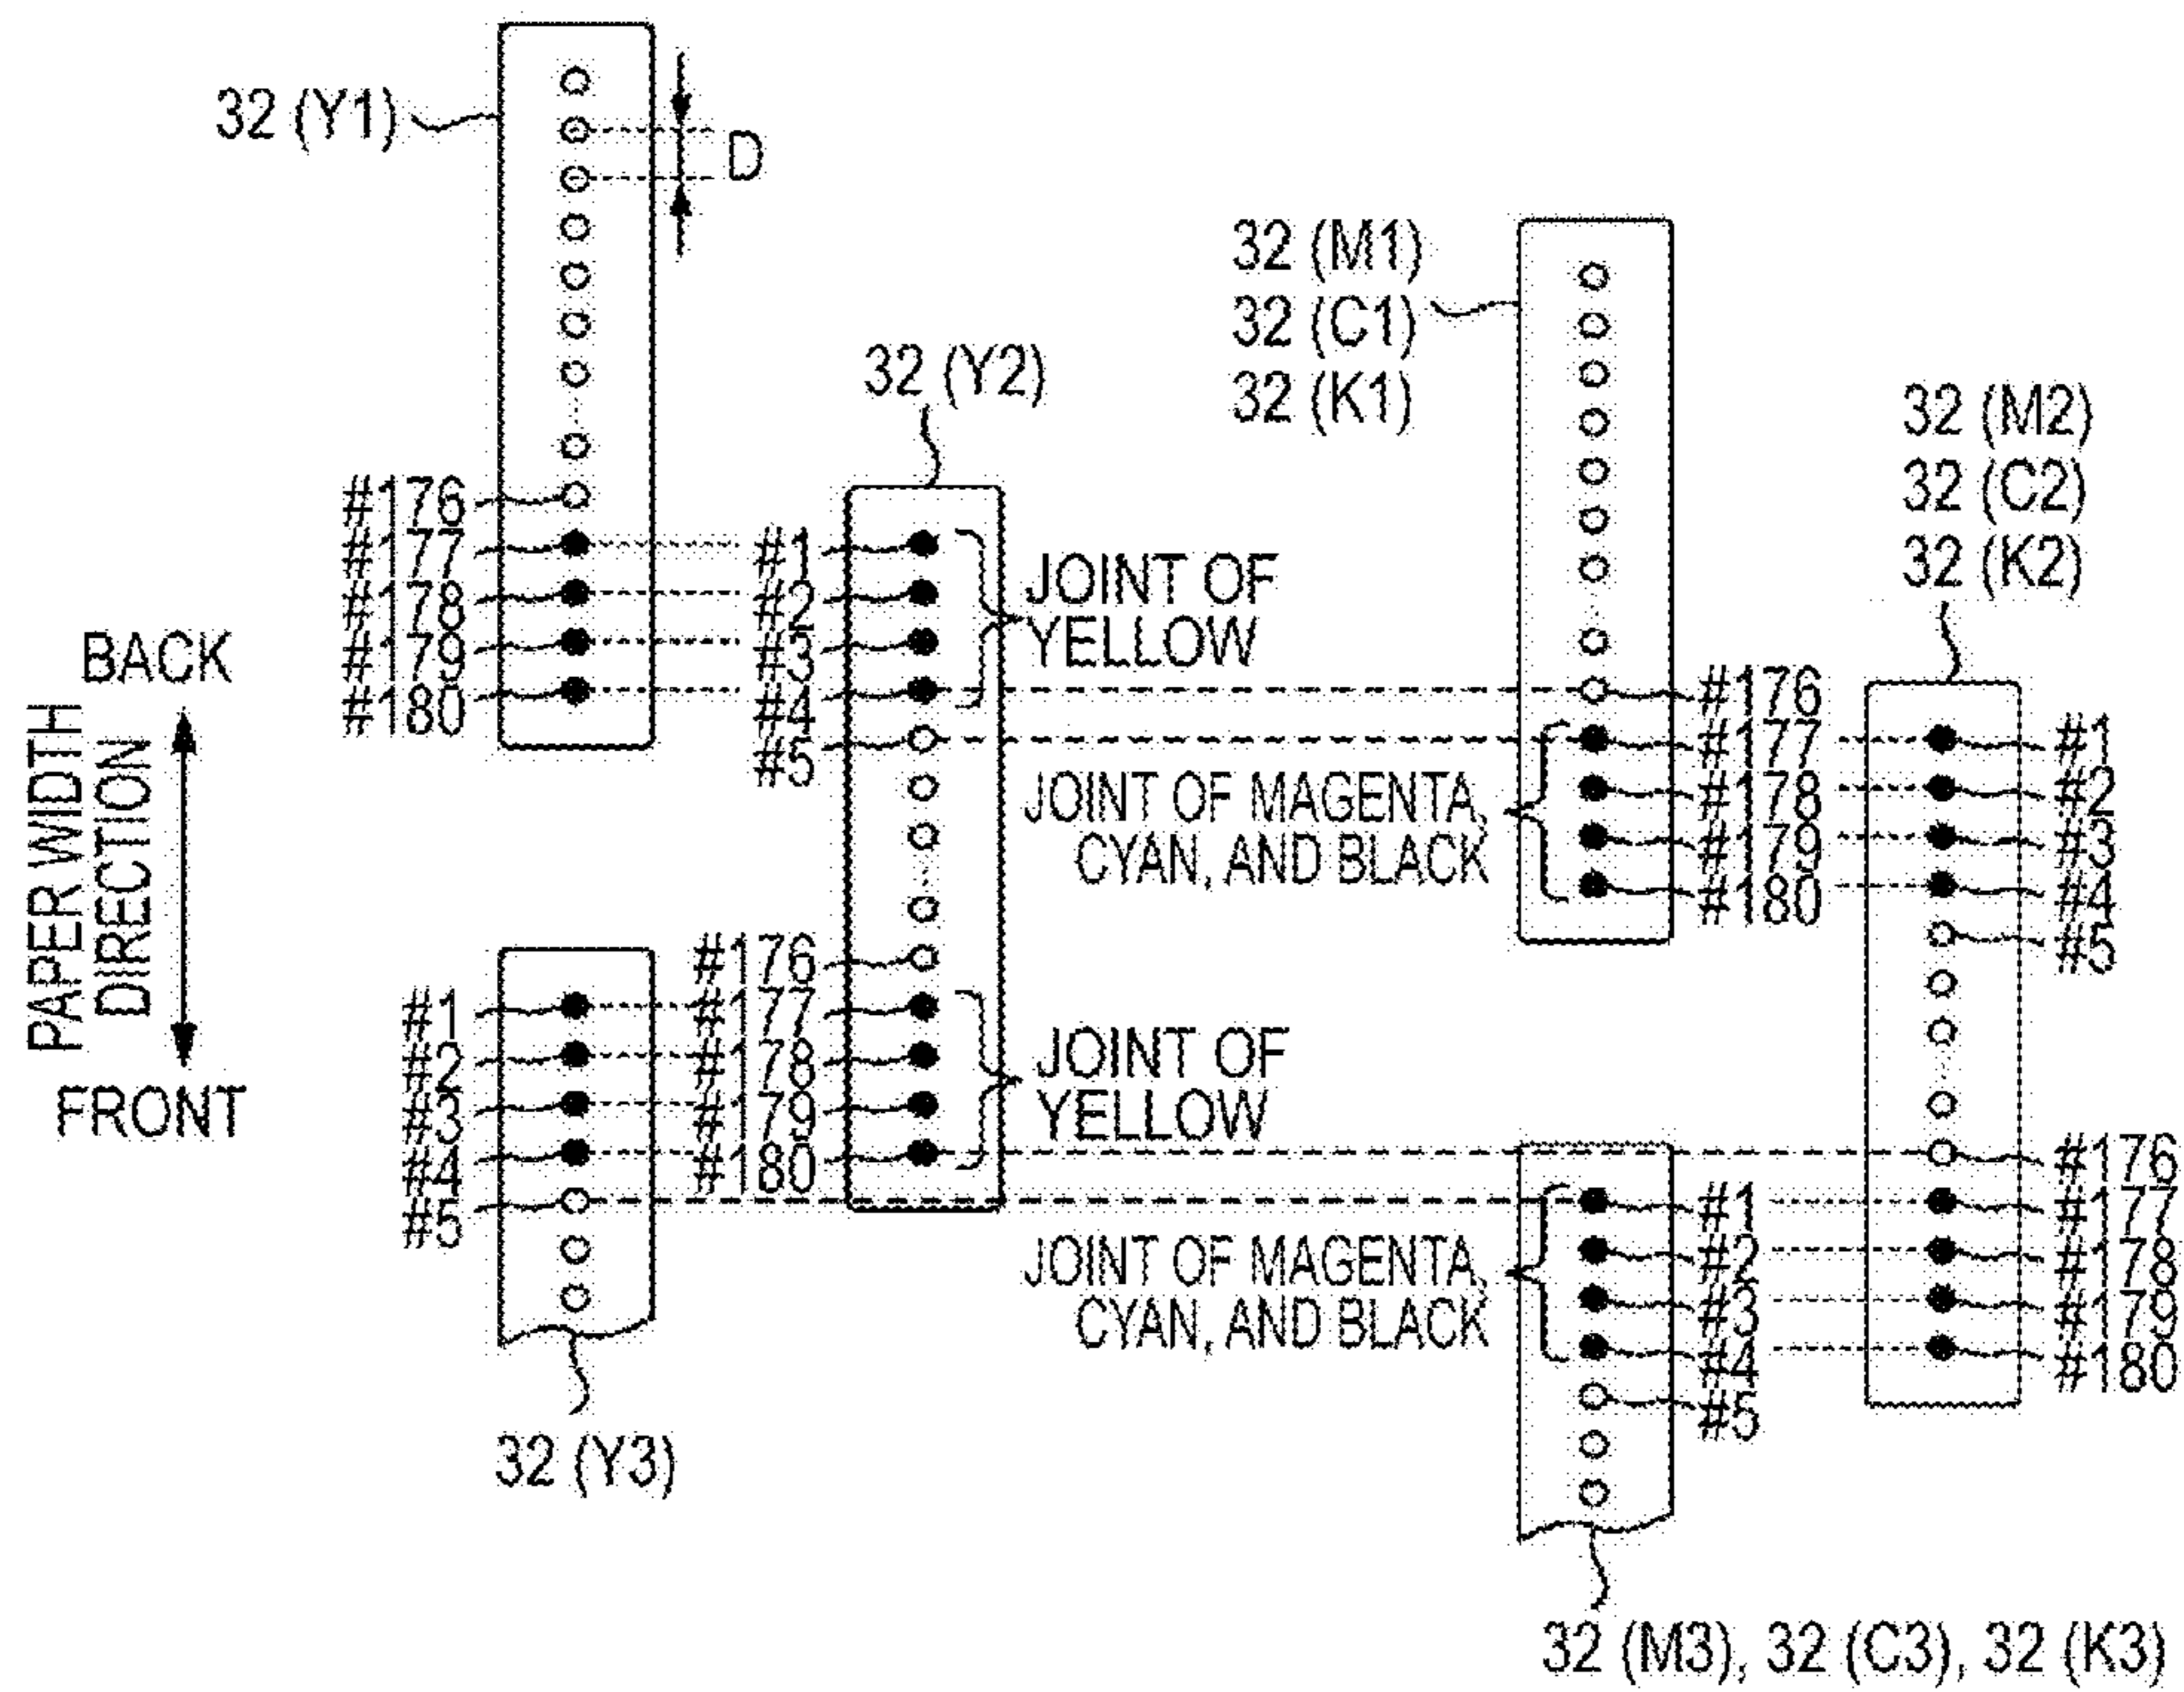 32 (Y1)
D
#176
#177
#178
#179
#180
32 (Y2)
#1
#2
#3
#4
#5
JOINT OF
YELLOW
32 (M1)
32 (C1)
32 (K1)
#176
#177
#178
#179
#180
JOINT OF MAGENTA,
CYAN, AND BLACK
32 (M2)
32 (C2)
32 (K2)
#1
#2
#3
#4
#5
BACK
PAPER WIDTH
DIRECTION
FRONT
#1
#2
#3
#4
#5
32 (Y3)
#176
#177
#178
#179
#180
JOINT OF
YELLOW
JOINT OF MAGENTA,
CYAN, AND BLACK
#1
#2
#3
#4
#5
#176
#177
#178
#179
#180
32 (M3), 32 (C3), 32 (K3)